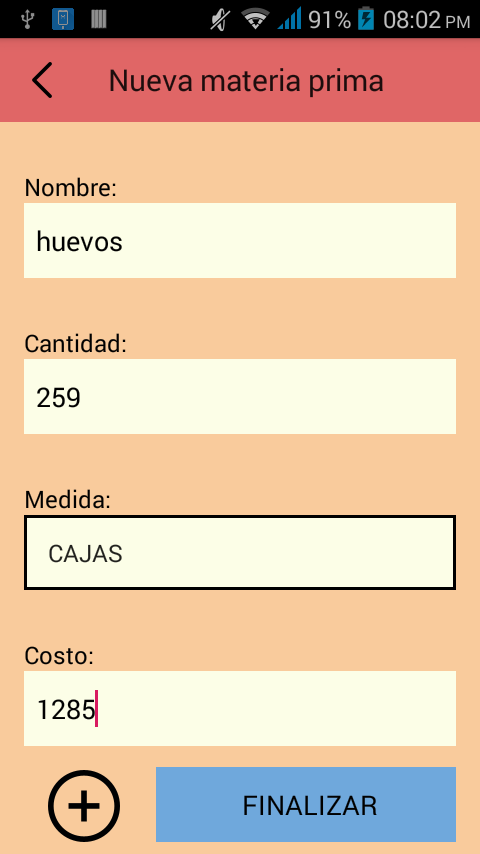 91% 08:02 PM
Nueva materia prima
Nombre:
huevos
Cantidad:
259
Medida:
CAJAS
Costo:
1285
FINALIZAR